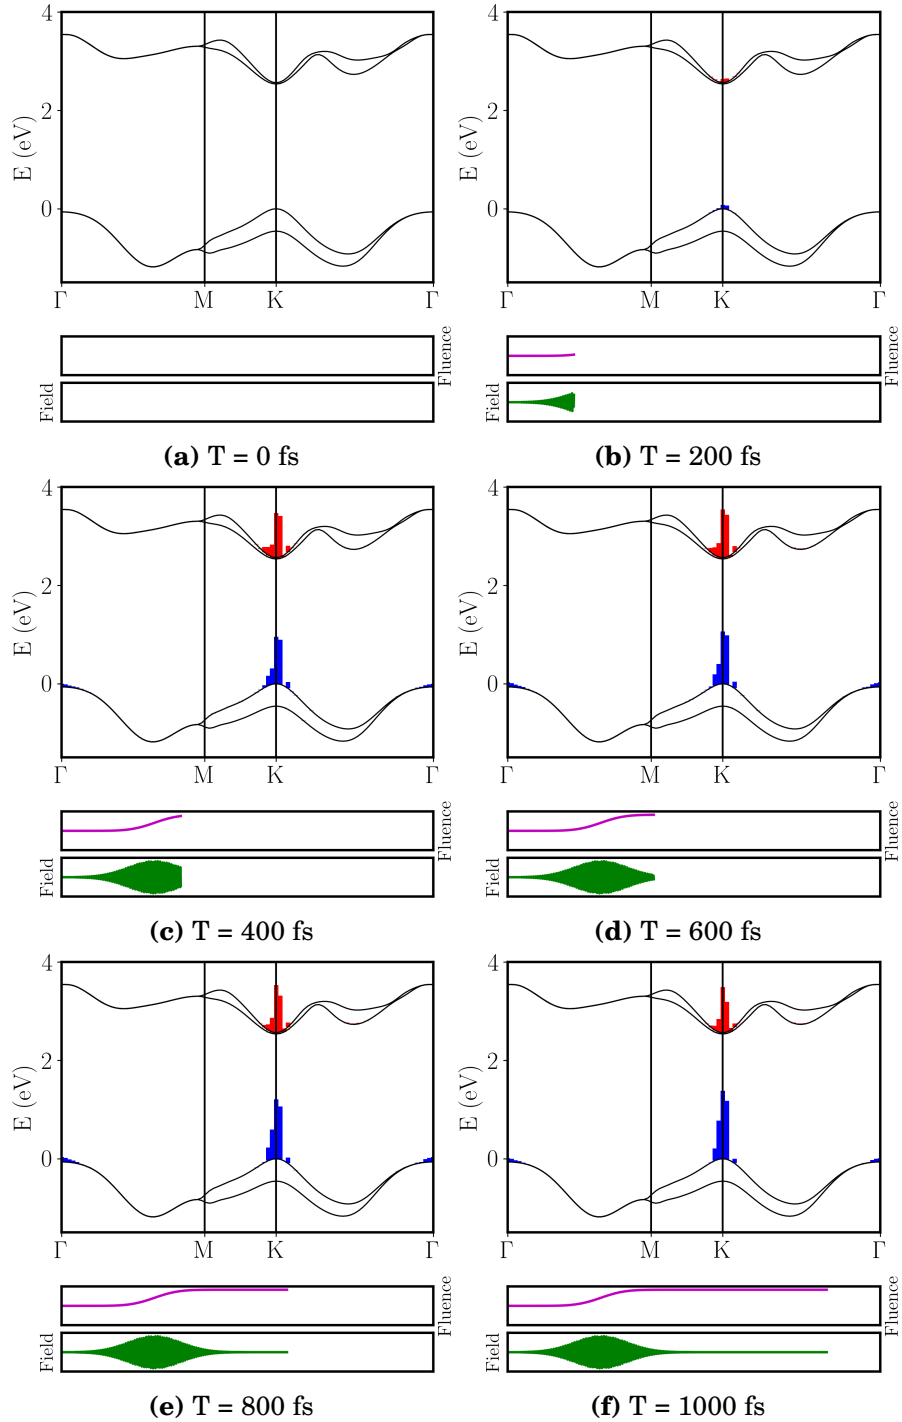 4
2
0
E (eV)
Γ M K Γ
Fluence
Field
(a) T = 0 fs
4
2
0
E (eV)
Γ M K Γ
Fluence
Field
(b) T = 200 fs
4
2
0
E (eV)
Γ M K Γ
Fluence
Field
(c) T = 400 fs
4
2
0
E (eV)
Γ M K Γ
Fluence
Field
(d) T = 600 fs
4
2
0
E (eV)
Γ M K Γ
Fluence
Field
(e) T = 800 fs
4
2
0
E (eV)
Γ M K Γ
Fluence
Field
(f) T = 1000 fs